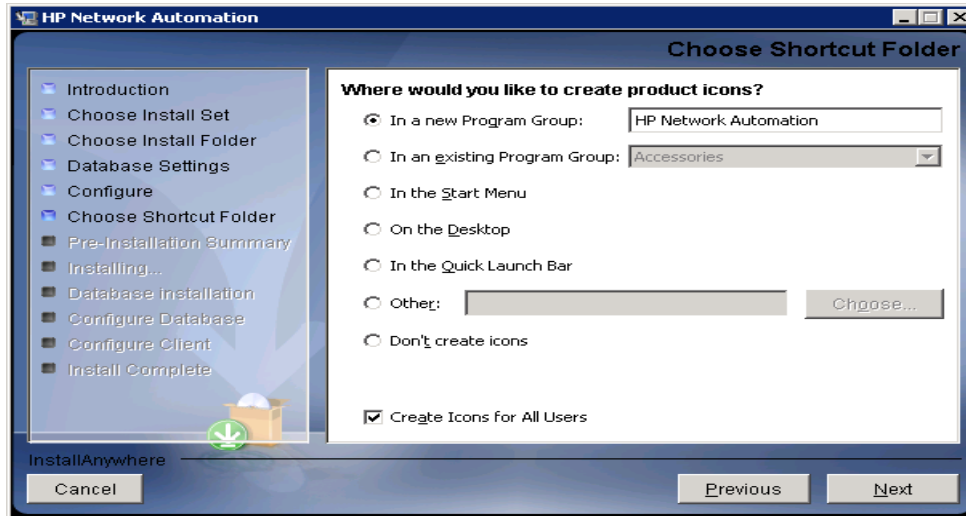 HP Network Automation
Choose Shortcut Folder
Introduction
Choose Install Set
Choose Install Folder
Database Settings
Configure
Choose Shortcut Folder
Pre-Installation Summary
Installing...
Database installation
Configure Database
Configure Client
Install Complete
Where would you like to create product icons?
In a new Program Group: HP Network Automation
In an existing Program Group: Accessories
In the Start Menu
On the Desktop
In the Quick Launch Bar
Other: Choose...
Don't create icons
Create Icons for All Users
InstallAnywhere
Cancel Previous Next